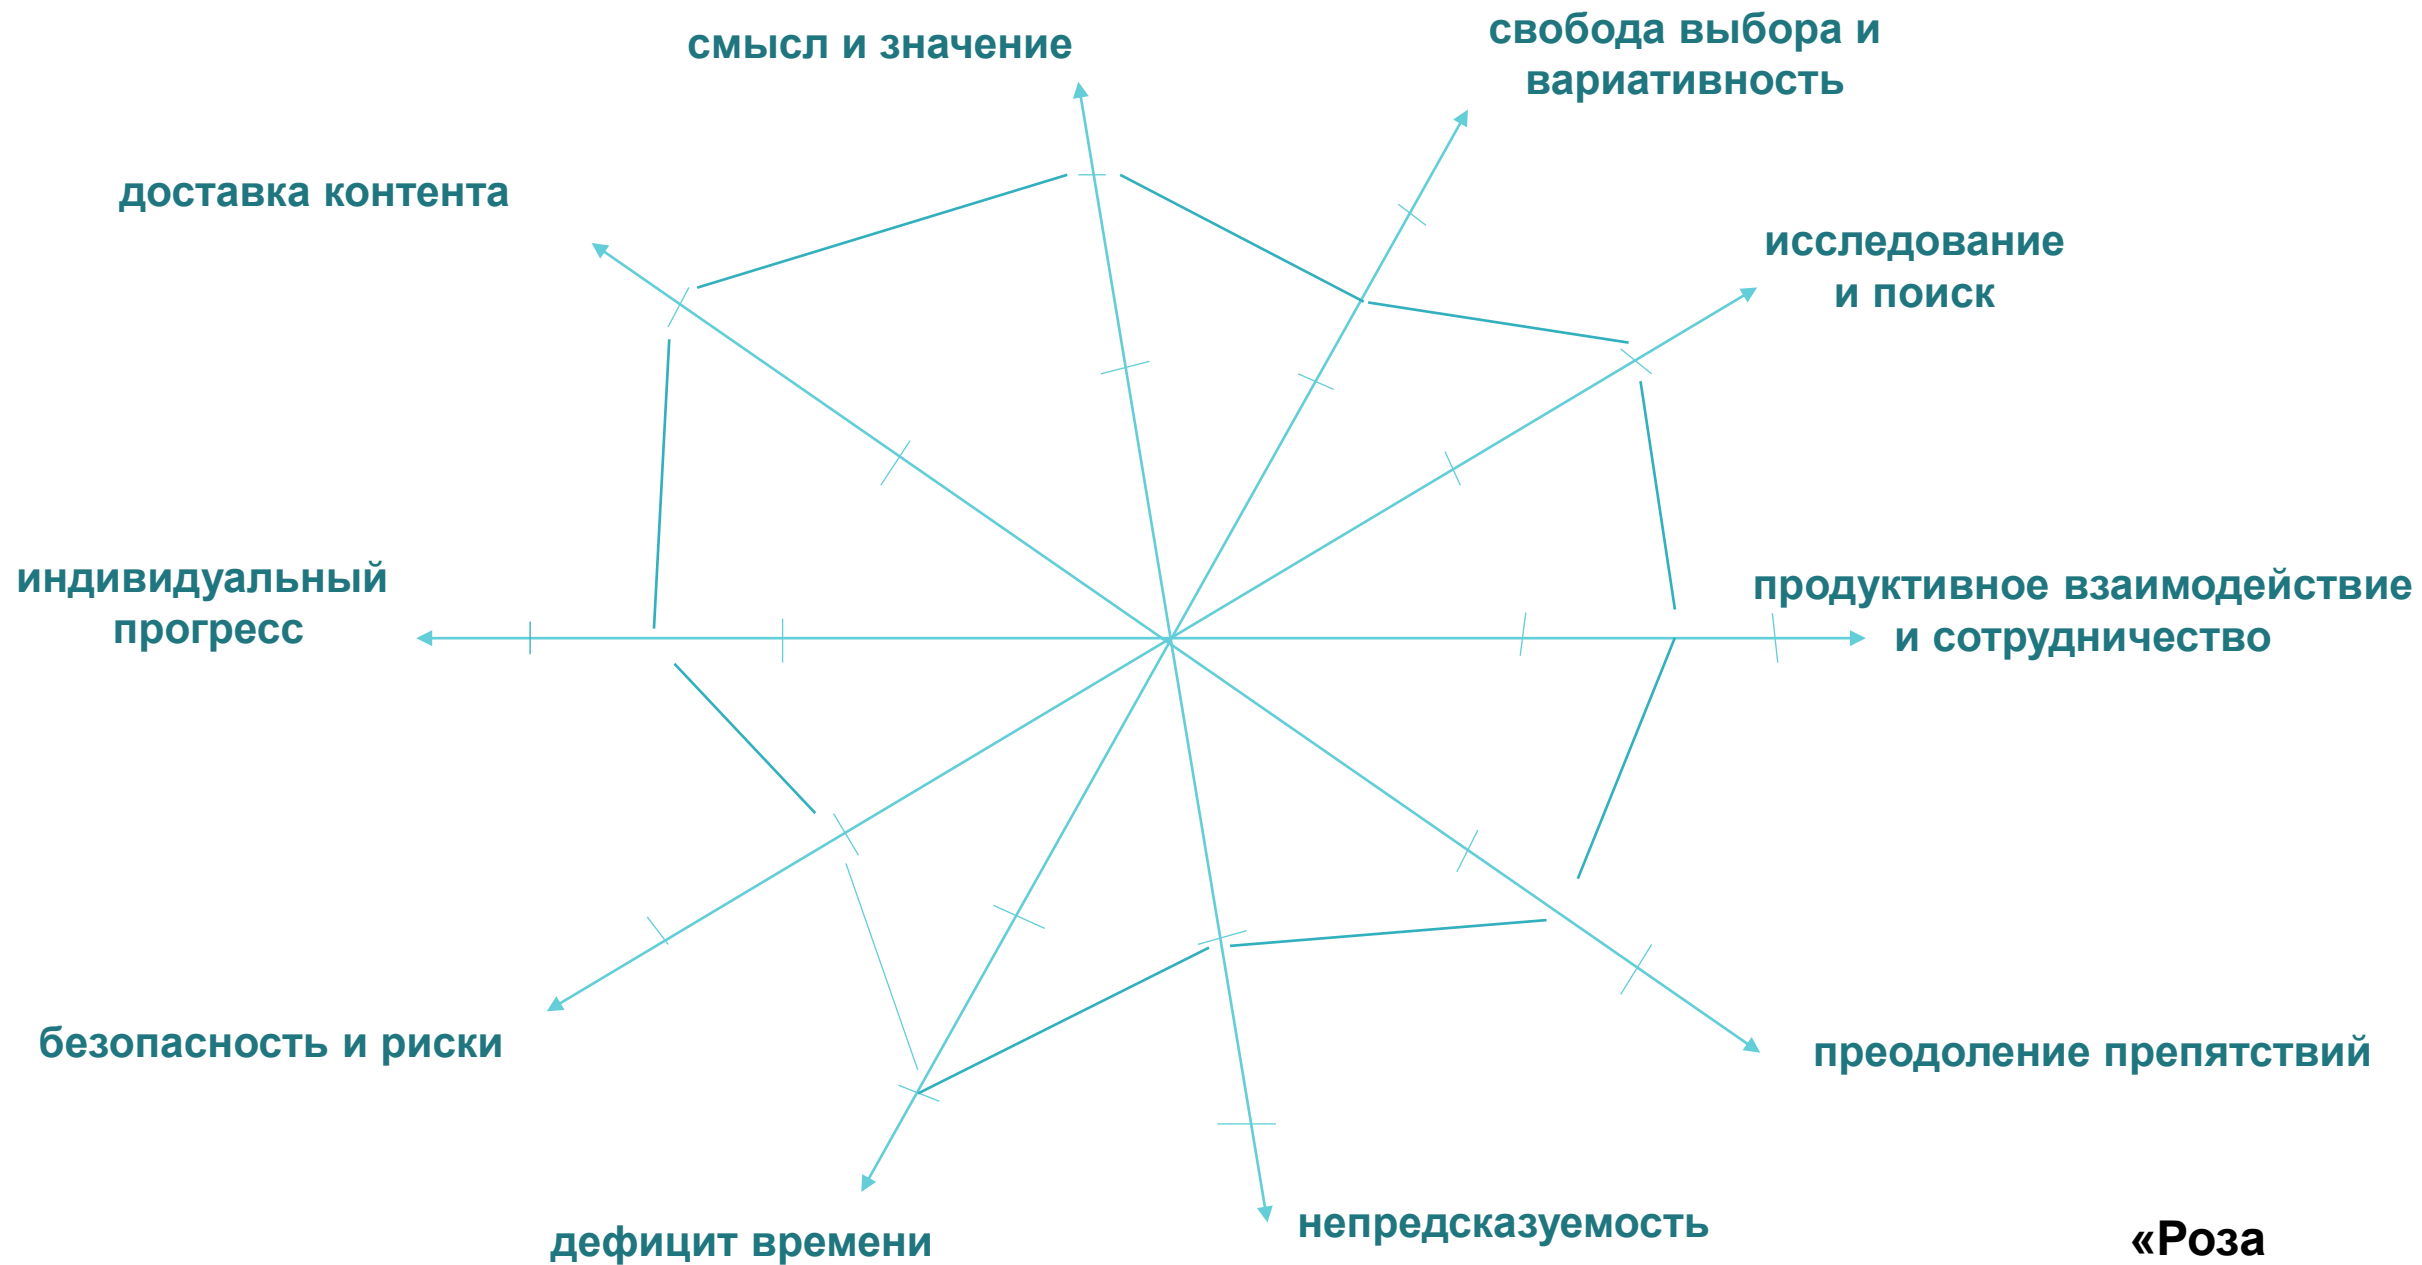 смысл и значение
свобода выбора и
вариативность
доставка контента
исследование
и поиск
индивидуальный
прогресс
продуктивное взаимодействие
и сотрудничество
безопасность и риски
преодоление препятствий
дефицит времени
непредсказуемость
«Роза